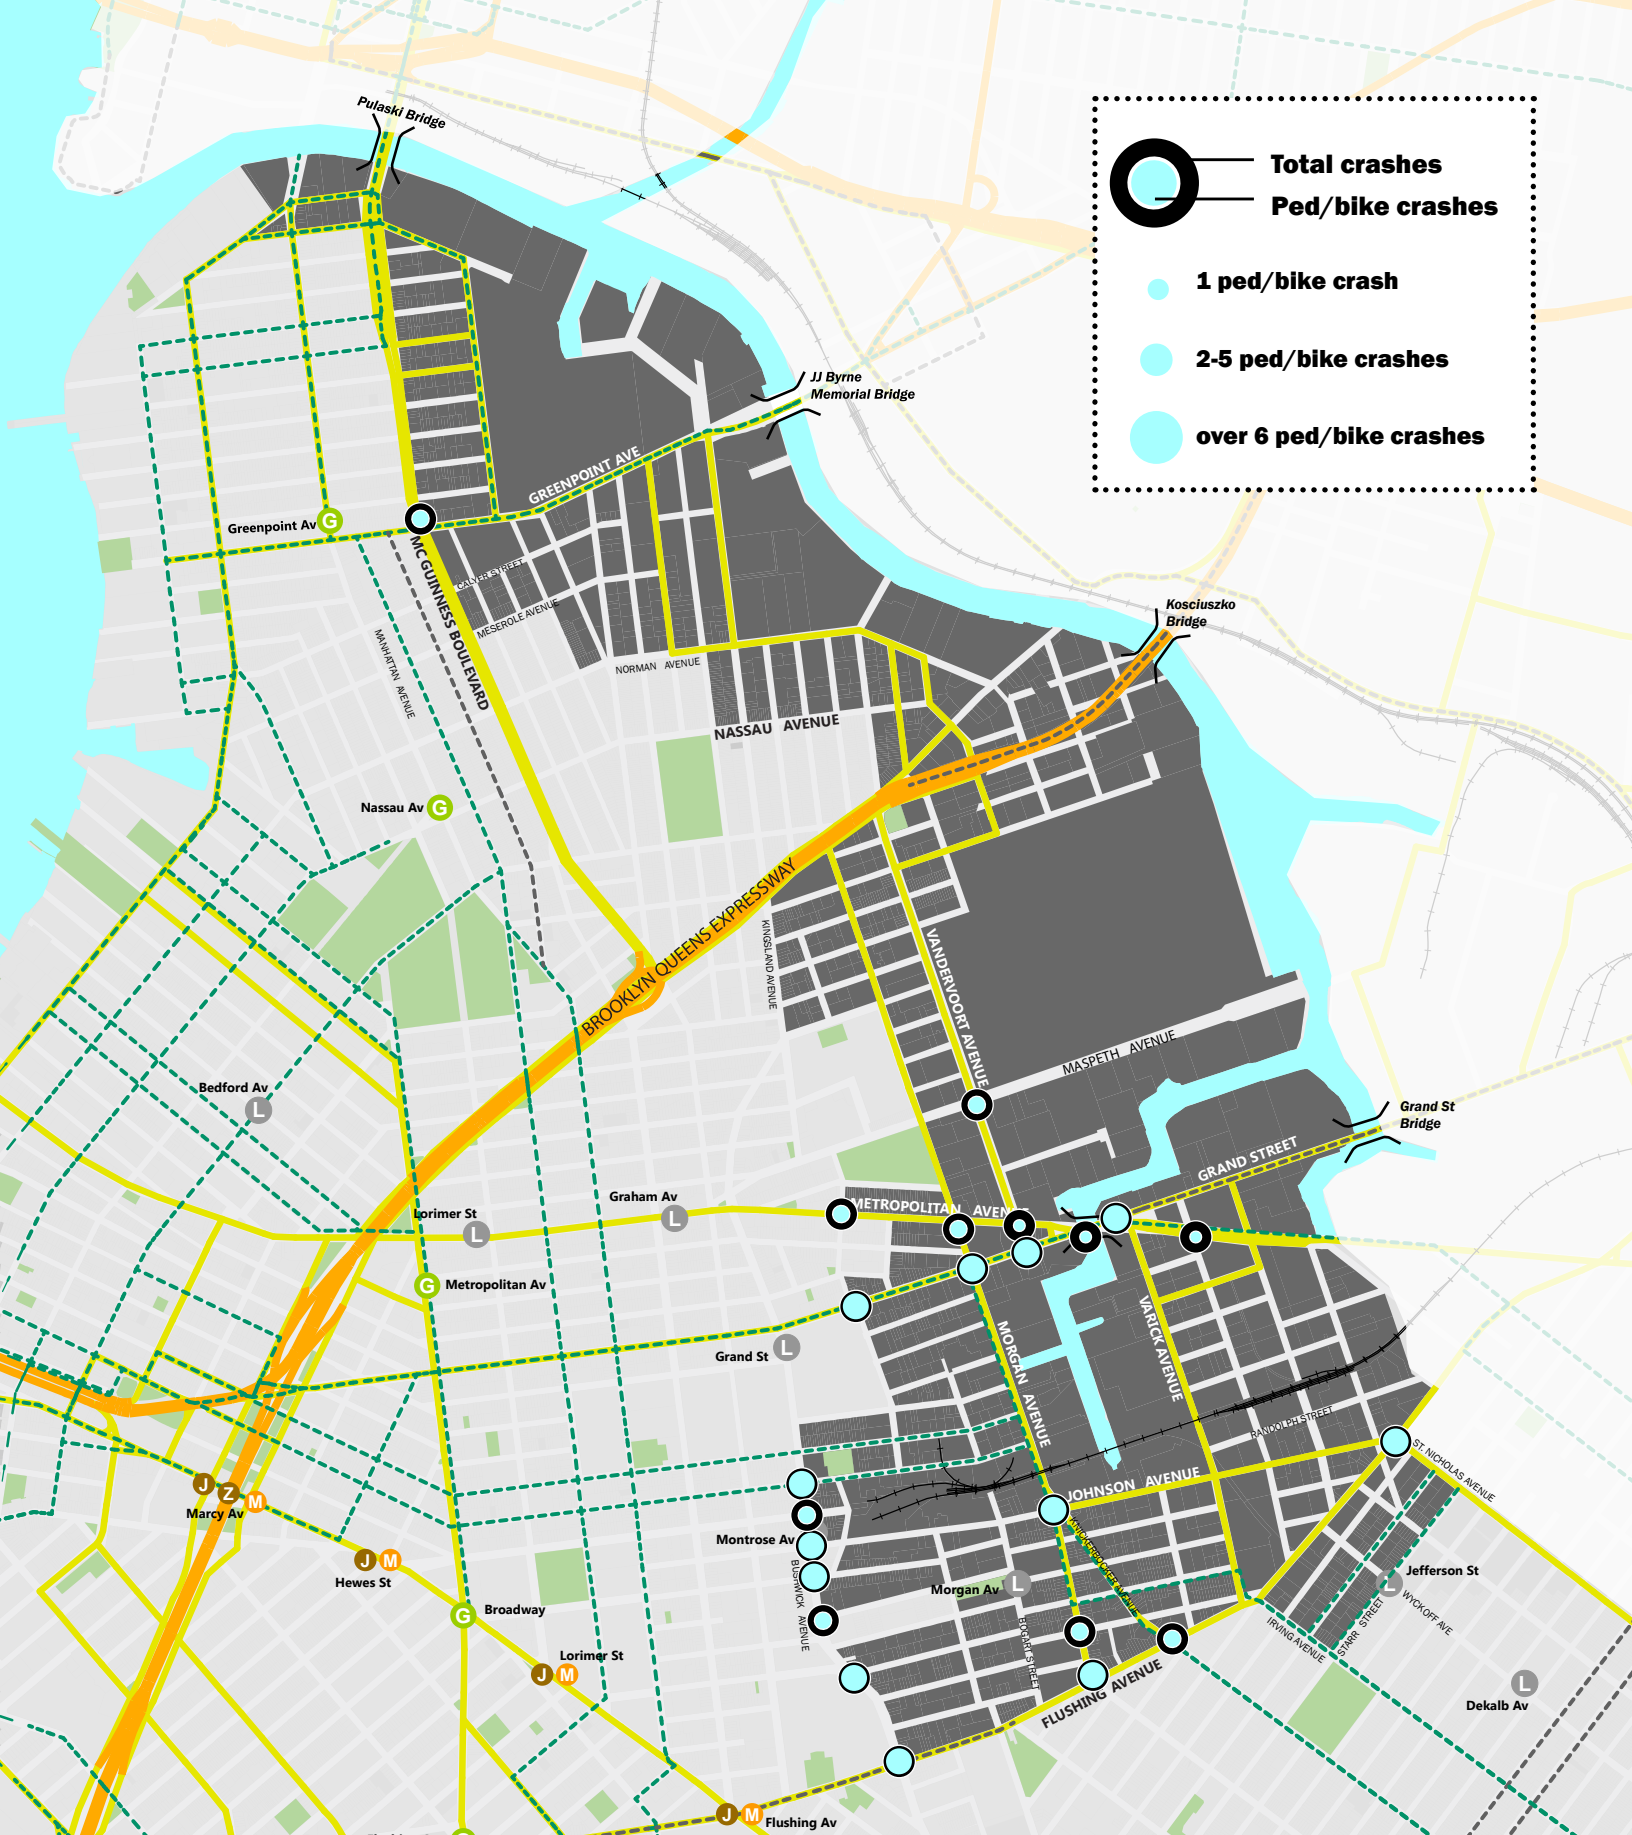 Pulaski Bridge
Total crashes
Ped/bike crashes
1 ped/bike crash
2-5 ped/bike crashes
over 6 ped/bike crashes
JJ Byrne
Memorial Bridge
GREENPOINT AVE
Greenpoint Av
G
MC GUINNESS BOULEVARD
CALYER STREET
MESEROLE AVENUE
MANHATTAN AVENUE
NORMAN AVENUE
NASSAU AVENUE
Kosciuszko
Bridge
Nassau Av
G
BROOKLYN QUEENS EXPRESSWAY
KINGSLAND AVENUE
VANDERVOORT AVENUE
MASPETH AVENUE
Bedford Av
L
Grand St
Bridge
GRAND STREET
Graham Av
L
Lorimer St
L
METROPOLITAN AVENUE
G
Metropolitan Av
Grand St
L
MORGAN AVENUE
VARICK AVENUE
RANDOLPH STREET
ST. NICHOLAS AVENUE
JOHNSON AVENUE
J
Z
M
Marcy Av
Montrose Av
KNICKERBOCKER AVENUE
J
M
Hewes St
BUSHWICK AVENUE
Morgan Av
L
Jefferson St
L
WYCKOFF AVE
STARR STREET
IRVING AVENUE
G
Broadway
BOGART STREET
Lorimer St
J
M
FLUSHING AVENUE
L
Dekalb Av
J
M
Flushing Av